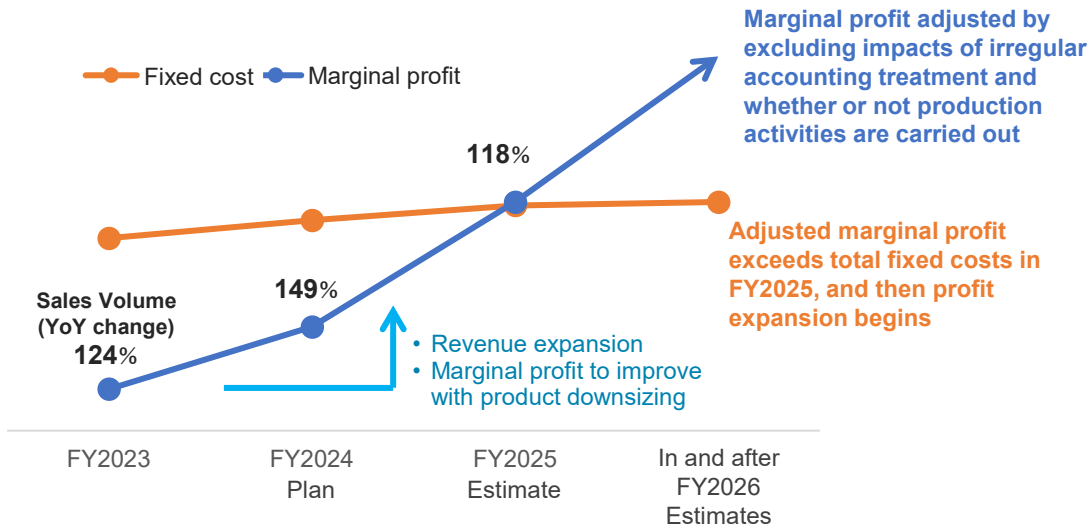 Marginal profit adjusted by
excluding impacts of irregular
accounting treatment and
whether or not production
activities are carried out
Fixed cost
Marginal profit
118%
Adjusted marginal profit
exceeds total fixed costs in
FY2025, and then profit
expansion begins
149%
Sales Volume
(YoY change)
124%
• Revenue expansion
• Marginal profit to improve
with product downsizing
FY2023
FY2024
Plan
FY2025
Estimate
In and after
FY2026
Estimates